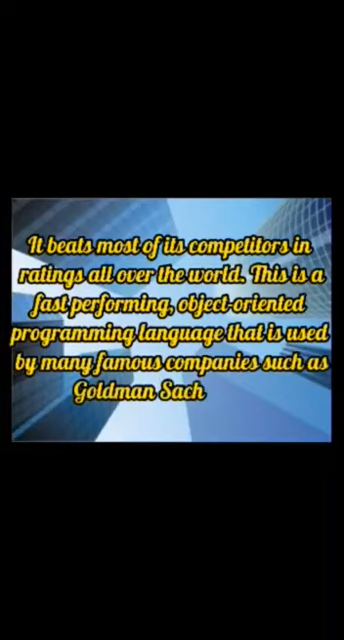 It beats most of its competitors in
ratings all over the world. This is a
fast performing, object-oriented
programming language that is used
by many famous companies such as
Goldman Sach